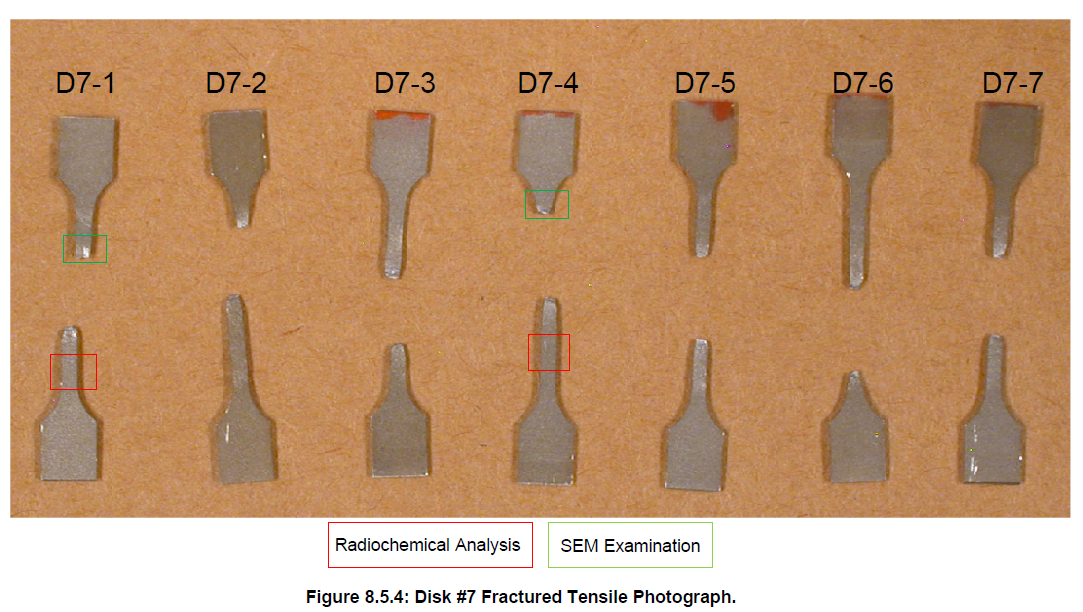 D7-1 D7-2 D7-3 D7-4 D7-5 D7-6 D7-7
Radiochemical Analysis
SEM Examination
Figure 8.5.4: Disk #7 Fractured Tensile Photograph.